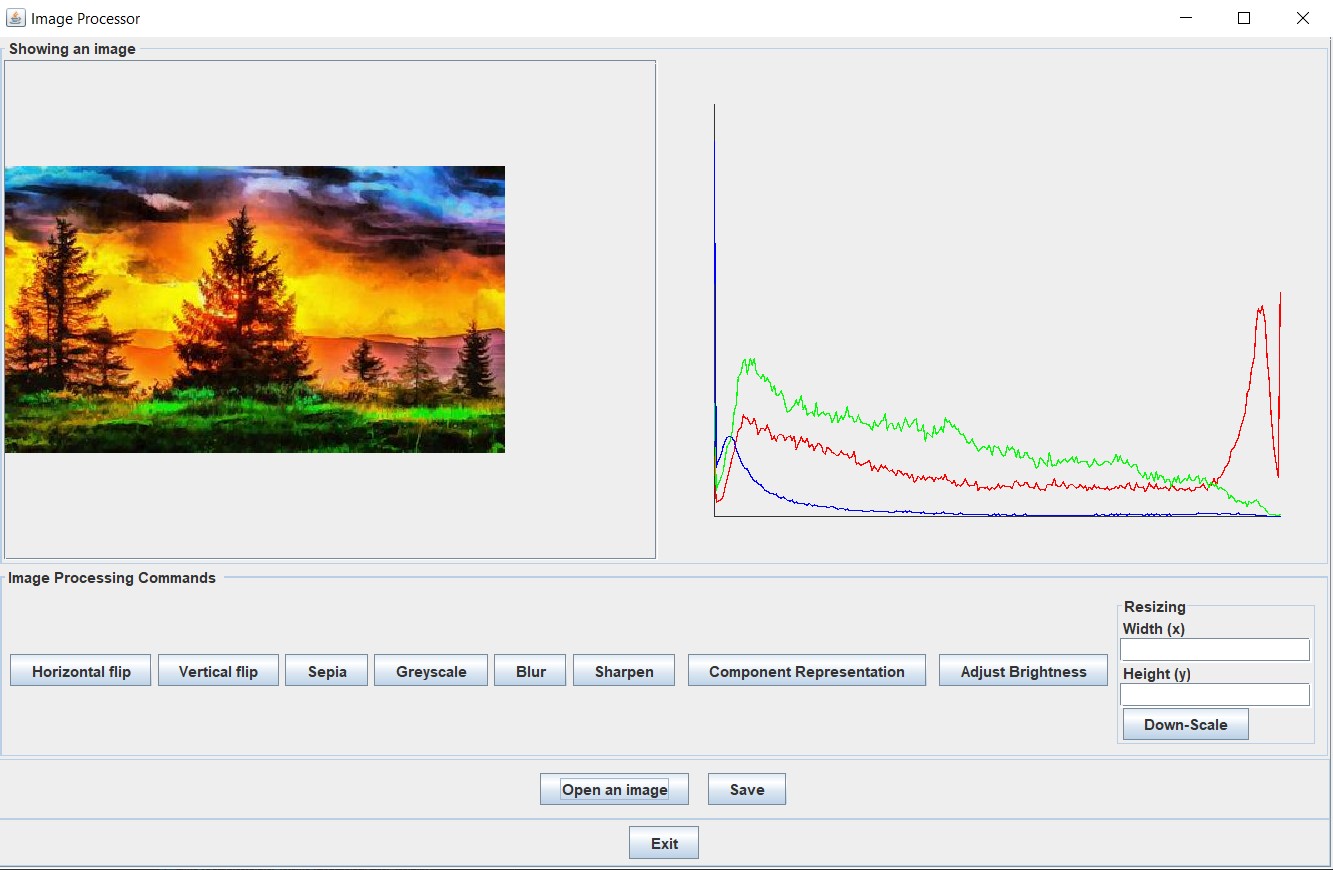 Image Processor
Showing an image
Image Processing Commands
Resizing
Width (x)
Horizontal flip Vertical flip Sepia Greyscale Blur Sharpen Component Representation Adjust Brightness
Height (y)
Down-Scale
Open an image Save
Exit